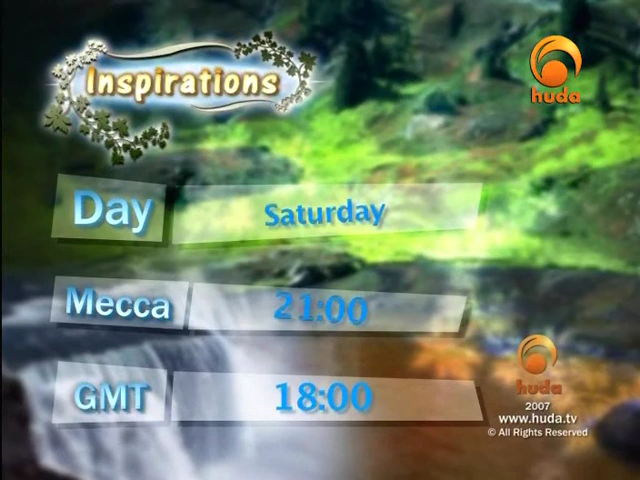 Inspirations
huda
Day
Saturday
Mecca
21:00
GMT
18:00
huda
2007
www.huda.tv
© All Rights Reserved